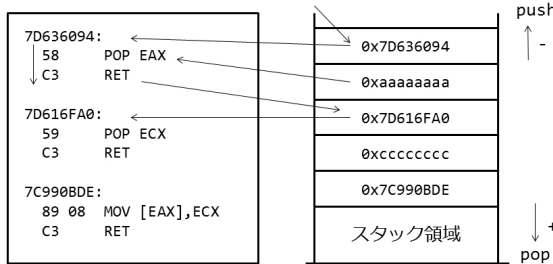 7D636094:
58 POP EAX
C3 RET
7D616FA0:
59 POP ECX
C3 RET
7C990BDE:
89 08 MOV [EAX],ECX
C3 RET
push
-
0x7D636094
0xaaaaaaaa
0x7D616FA0
0xcccccccc
0x7C990BDE
スタック領域
+
pop